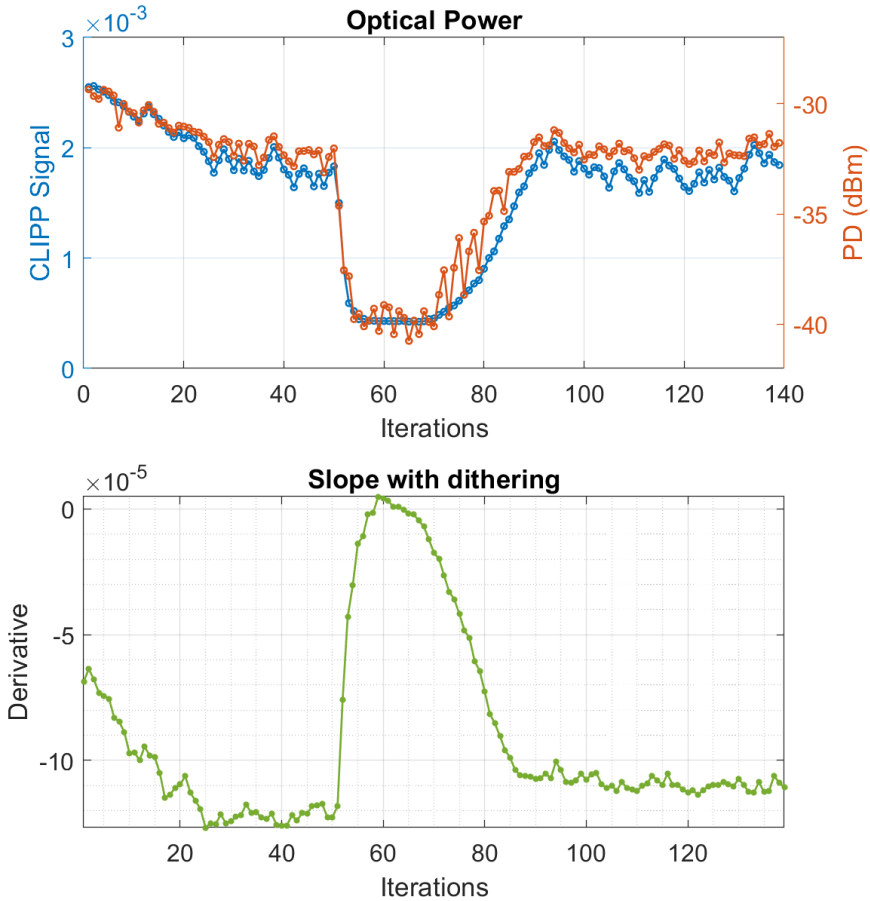 Optical Power
×10-3
3
2
1
0
CLIPP Signal
-30
-35
-40
PD (dBm)
0 20 40 60 80 100 120 140
Iterations
Slope with dithering
×10-5
0
-5
-10
Derivative
20 40 60 80 100 120
Iterations